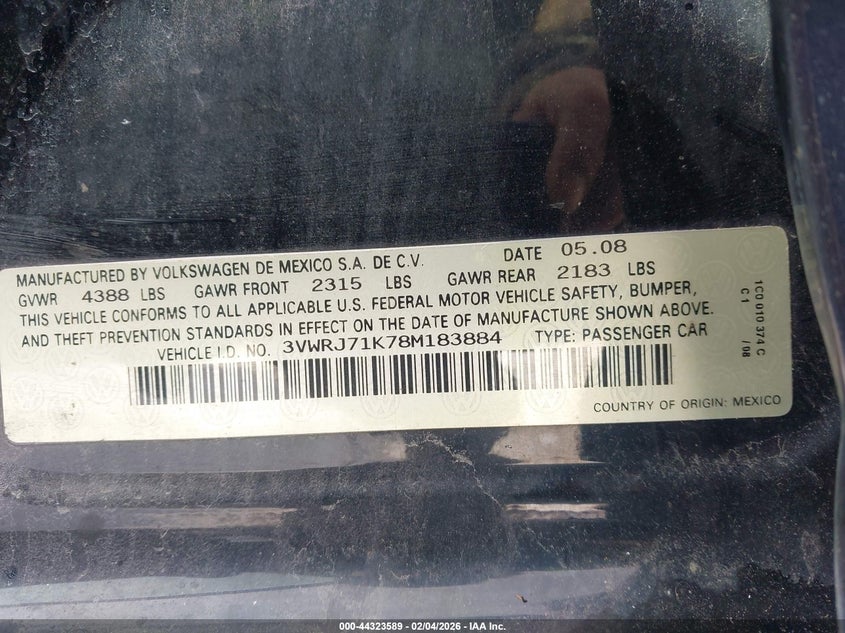 MANUFACTURED BY VOLKSWAGEN DE MEXICO S.A. DE C.V. DATE 05.08
GVWR 4388 LBS GAWR FRONT 2315 LBS GAWR REAR 2183 LBS
THIS VEHICLE CONFORMS TO ALL APPLICABLE U.S. FEDERAL MOTOR VEHICLE SAFETY, BUMPER,
AND THEFT PREVENTION STANDARDS IN EFFECT ON THE DATE OF MANUFACTURE SHOWN ABOVE.
VEHICLE I.D. NO. 3VWRJ71K78M183884 TYPE: PASSENGER CAR
COUNTRY OF ORIGIN: MEXICO
1C0 010 374 C
C1 /98
000-44323589 - 02/04/2026 - IAA Inc.